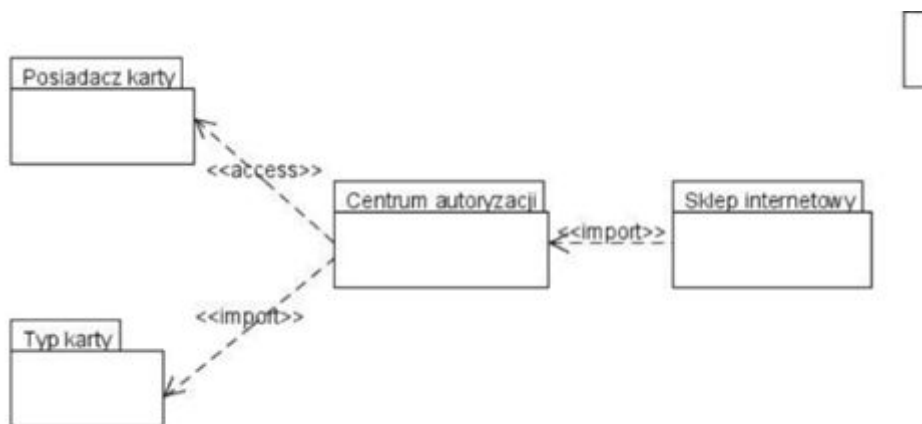 Posiadacz karty
<<access>>
Centrum autoryzacji
Sklep internetowy
<<import>>
<<import>>
Typ karty